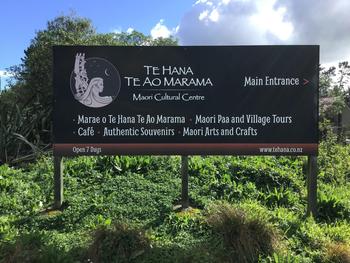 TE HANA
TE AO MARAMA
Maori Cultural Centre
Main Entrance >
· Marae o Te Hana Te Ao Marama · Maori Paa and Village Tours
· Café · Authentic Souvenirs · Maori Arts and Crafts
Open 7 Days
www.tehana.co.nz